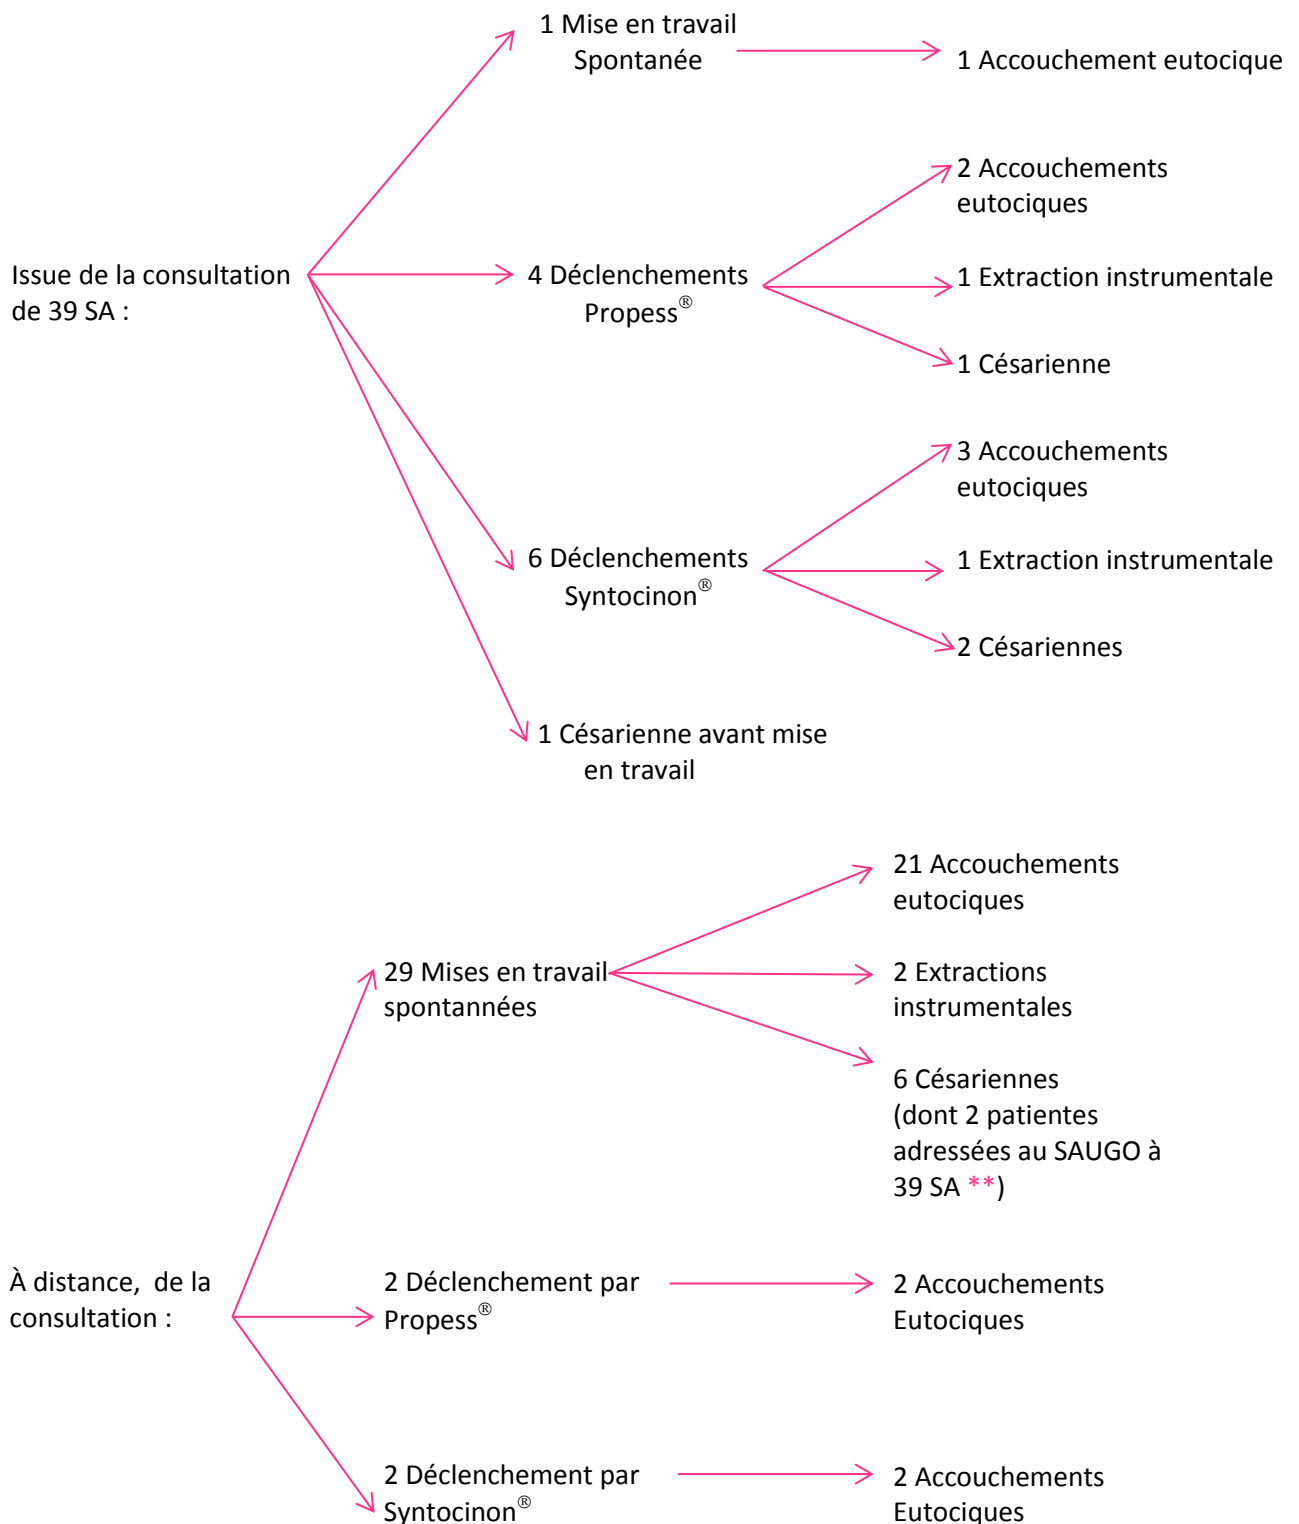 1 Mise en travail
Spontanée
1 Accouchement eutocique
2 Accouchements
eutociques
Issue de la consultation
de 39 SA :
4 Déclenchements
Propess®
1 Extraction instrumentale
1 Césarienne
3 Accouchements
eutociques
6 Déclenchements
Syntocinon®
1 Extraction instrumentale
2 Césariennes
1 Césarienne avant mise
en travail
21 Accouchements
eutociques
29 Mises en travail
spontannées
2 Extractions
instrumentales
6 Césariennes
(dont 2 patientes
adressées au SAUGO à
39 SA **)
À distance, de la
consultation :
2 Déclenchement par
Propess®
2 Accouchements
Eutociques
2 Déclenchement par
Syntocinon®
2 Accouchements
Eutociques